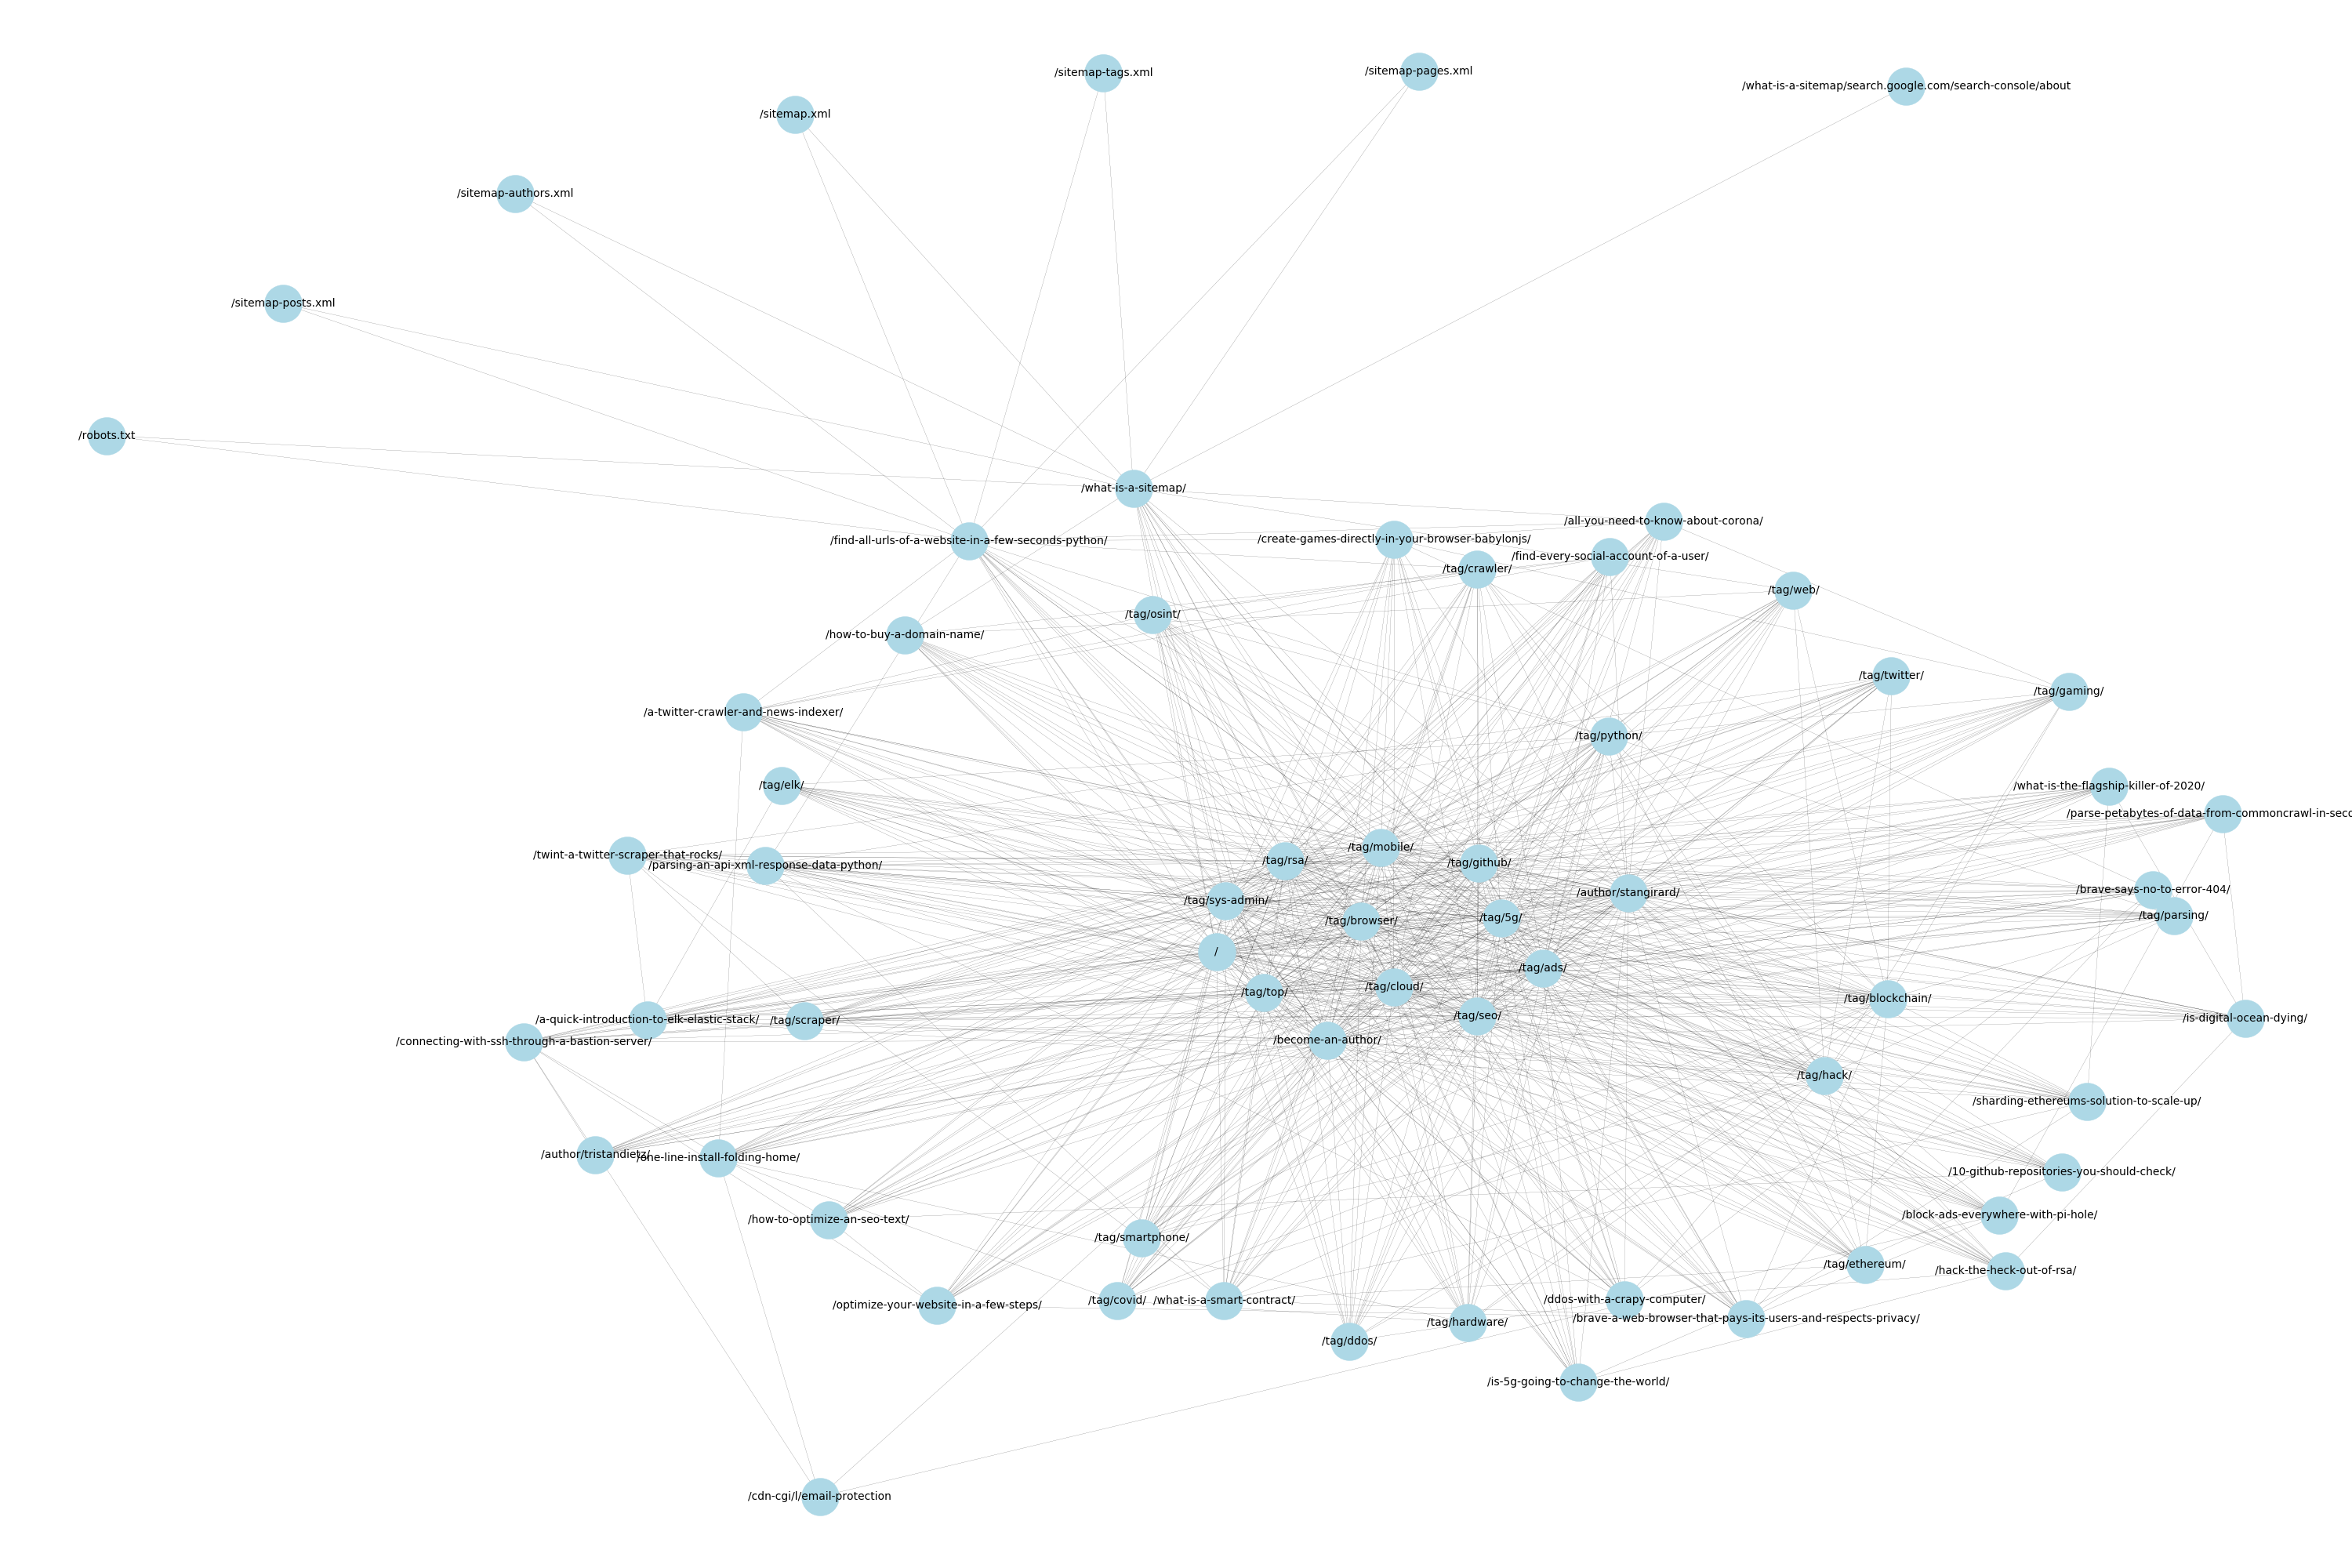 /sitemap-tags.xml
/sitemap-pages.xml
/what-is-a-sitemap/search.google.com/search-console/about
/sitemap.xml
/sitemap-authors.xml
/sitemap-posts.xml
/robots.txt
/what-is-a-sitemap/
/all-you-need-to-know-about-corona/
/find-all-urls-of-a-website-in-a-few-seconds-python/
/create-games-directly-in-your-browser-babylonjs/
/find-every-social-account-of-a-user/
/tag/crawler/
/tag/web/
/tag/osint/
/how-to-buy-a-domain-name/
/tag/twitter/
/tag/gaming/
/a-twitter-crawler-and-news-indexer/
/tag/python/
/tag/elk/
/what-is-the-flagship-killer-of-2020/
/parse-petabytes-of-data-from-commoncrawl-in-seco
/twint-a-twitter-scraper-that-rocks/
/parsing-an-api-xml-response-data-python/
/tag/mobile/
/tag/rsa/
/tag/github/
/author/stangirard/
/brave-says-no-to-error-404/
/tag/sys-admin/
/tag/browser/
/tag/5g/
/tag/parsing/
/
/tag/ads/
/tag/top/
/tag/cloud/
/tag/blockchain/
/tag/seo/
/a-quick-introduction-to-elk-elastic-stack/
/tag/scraper/
/is-digital-ocean-dying/
/connecting-with-ssh-through-a-bastion-server/
/become-an-author/
/tag/hack/
/sharding-ethereums-solution-to-scale-up/
/author/tristandietz/
/one-line-install-folding-home/
/10-github-repositories-you-should-check/
/how-to-optimize-an-seo-text/
/block-ads-everywhere-with-pi-hole/
/tag/smartphone/
/tag/ethereum/
/hack-the-heck-out-of-rsa/
/optimize-your-website-in-a-few-steps/
/tag/covid/
/what-is-a-smart-contract/
/ddos-with-a-crapy-computer/
/tag/hardware/
/brave-a-web-browser-that-pays-its-users-and-respects-privacy/
/tag/ddos/
/is-5g-going-to-change-the-world/
/cdn-cgi/l/email-protection